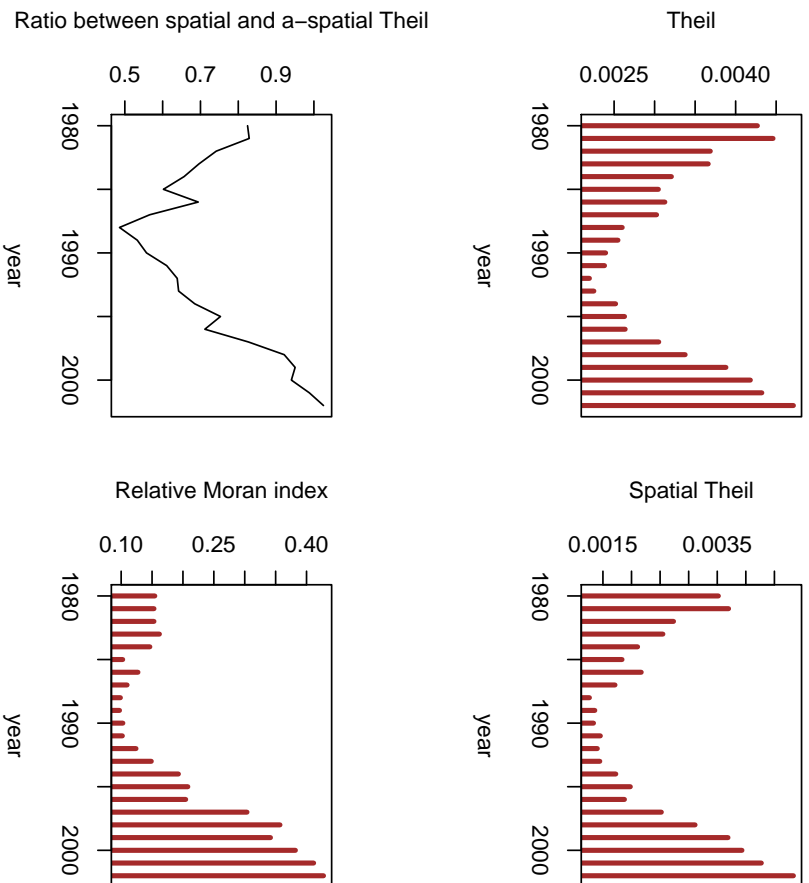 Ratio between spatial and a−spatial Theil
0.5 0.7 0.9
1980
1990
2000
year
Theil
0.0025 0.0040
1980
1990
2000
year
Relative Moran index
0.10 0.25 0.40
1980
1990
2000
year
Spatial Theil
0.0015 0.0035
1980
1990
2000
year